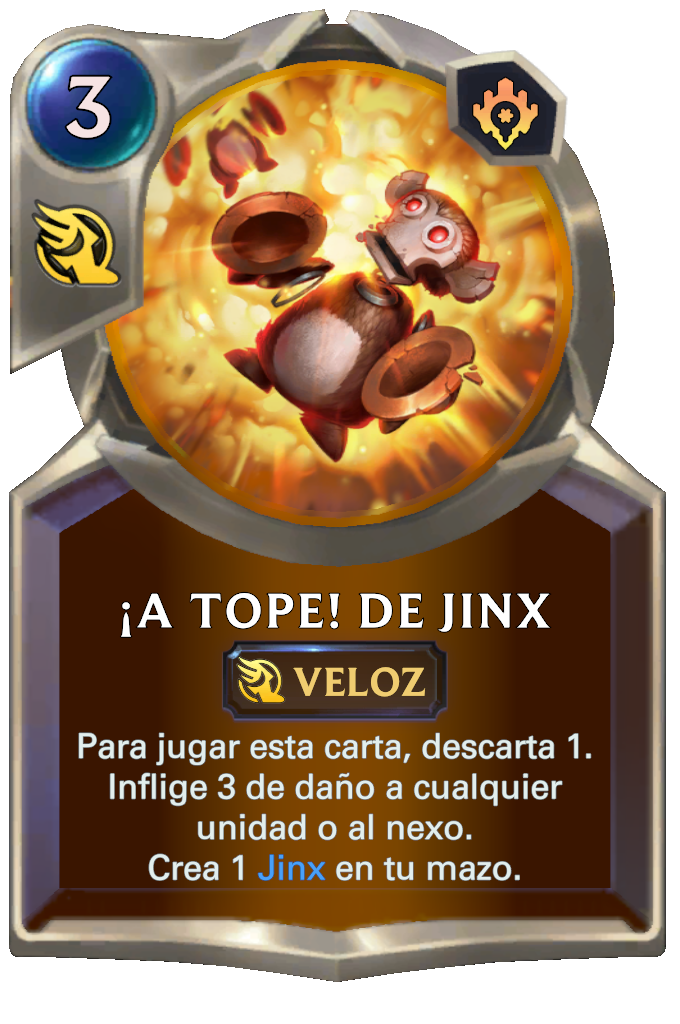 3
¡A TOPE! DE JINX
VELOZ
Para jugar esta carta, descarta 1.
Inflige 3 de daño a cualquier
unidad o al nexo.
Crea 1 Jinx en tu mazo.